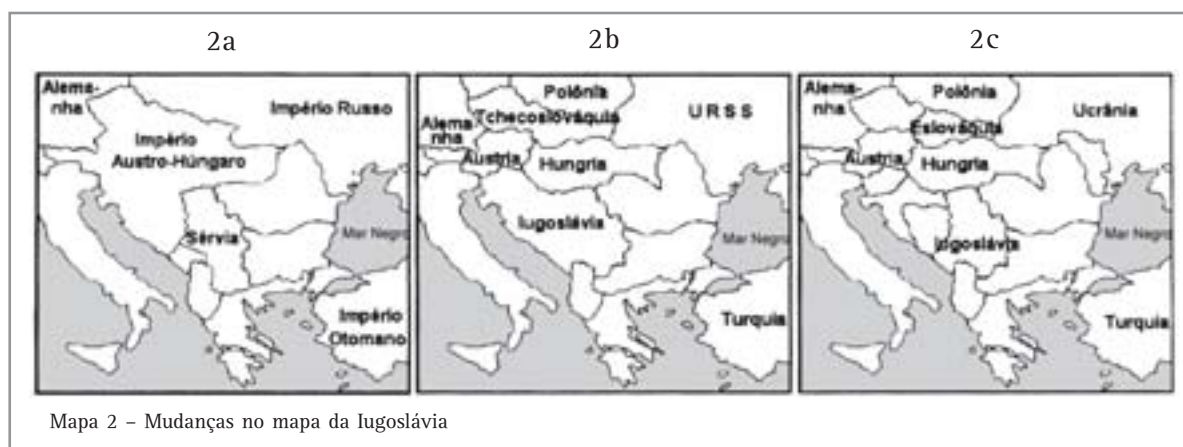 2a
Alema-
nha
Império Russo
Império
Austro-Húngaro
Sérvia
Mar Negro
Império
Otomano
2b
Polônia
Tchecoslováquia
U R S S
Alema
nha
Áustria
Hungria
Iugoslávia
Mar Negro
Turquia
2c
Alema-
nha
Polônia
Ucrânia
Eslováquia
Áustria
Hungria
Iugoslávia
Mar Negro
Turquia
Mapa 2 – Mudanças no mapa da Iugoslávia